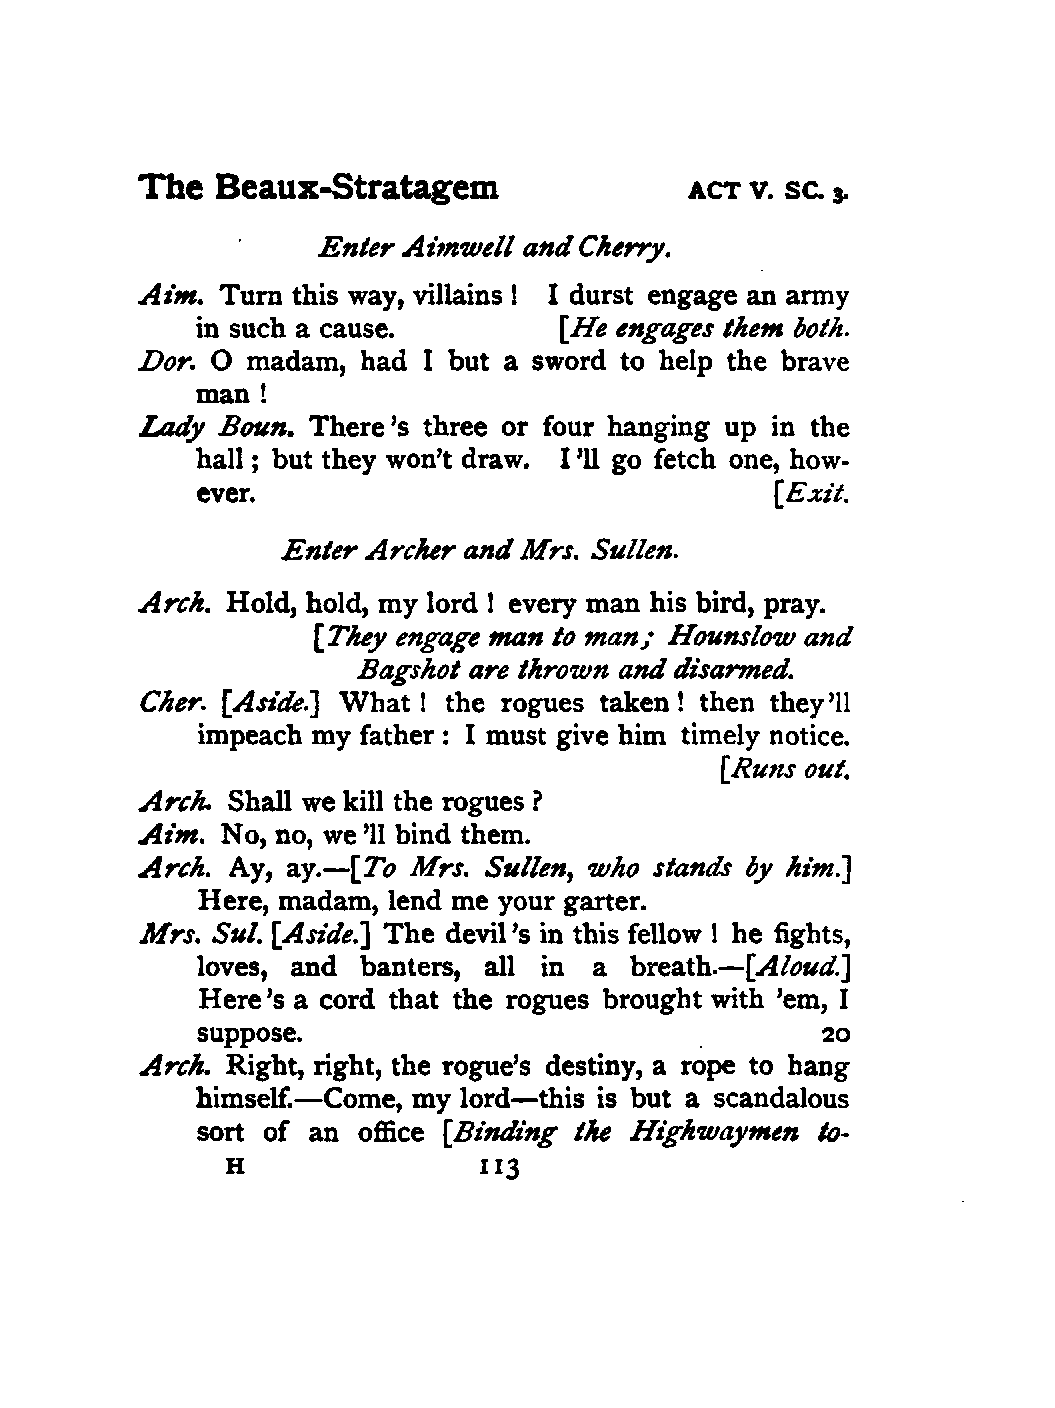 The Beaux-Stratagem ACT V. SC. 3.
Enter Aimwell and Cherry.
Aim. Turn this way, villains! I durst engage an army
in such a cause. [He engages them both.
Dor. O madam, had I but a sword to help the brave
man!
Lady Boun. There's three or four hanging up in the
hall; but they won't draw. I'll go fetch one, how-
ever. [Exit.
Enter Archer and Mrs. Sullen.
Arch. Hold, hold, my lord! every man his bird, pray.
[They engage man to man; Hounslow and
Bagshot are thrown and disarmed.
Cher. [Aside.] What! the rogues taken! then they'll
impeach my father: I must give him timely notice.
[Runs out.
Arch. Shall we kill the rogues?
Aim. No, no, we'll bind them.
Arch. Ay, ay.—[To Mrs. Sullen, who stands by him.]
Here, madam, lend me your garter.
Mrs. Sul. [Aside.] The devil's in this fellow! he fights,
loves, and banters, all in a breath.—[Aloud.]
Here's a cord that the rogues brought with 'em, I
suppose. 20
Arch. Right, right, the rogue's destiny, a rope to hang
himself.—Come, my lord—this is but a scandalous
sort of an office [Binding the Highwaymen to-
H 113